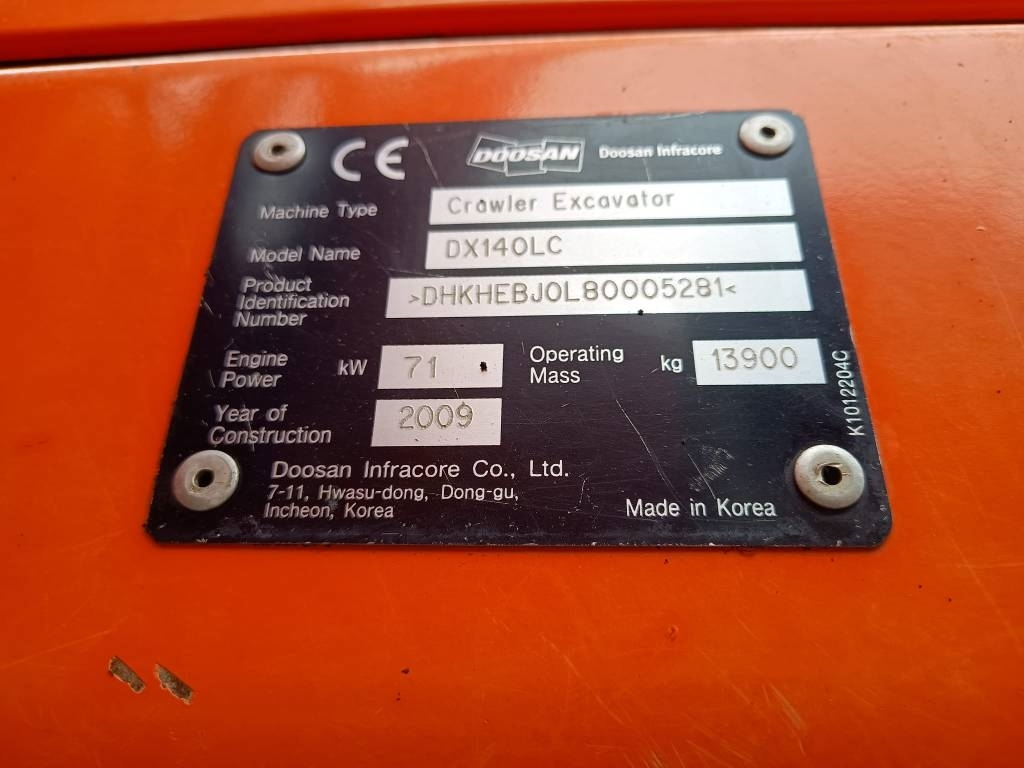 CE DOOSAN Doosan Infracore
Machine Type Crawler Excavator
Model Name DX140LC
Product
Identification
Number >DHKHEBJ0L80005281<
Engine
Power kW 71 Operating
Mass kg 13900
Year of
Construction 2009
K1012204C
Doosan Infracore Co., Ltd.
7-11, Hwasu-dong, Dong-gu,
Incheon, Korea Made in Korea